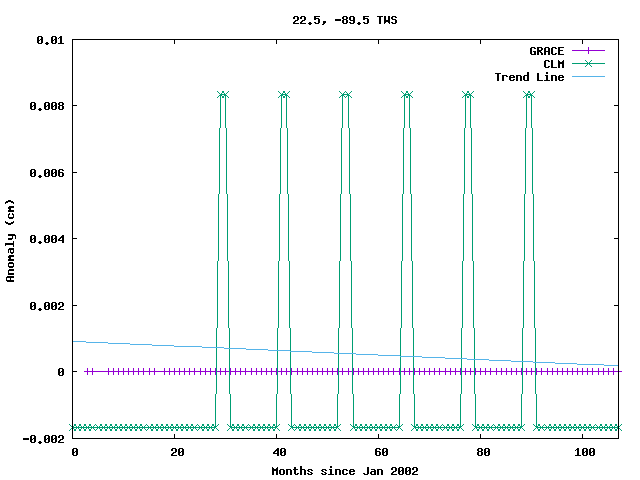 22.5, -89.5 TWS
GRACE
CLM
Trend Line
0.01
0.008
0.006
0.004
0.002
0
-0.002
Anomaly (cm)
0 20 40 60 80 100
Months since Jan 2002